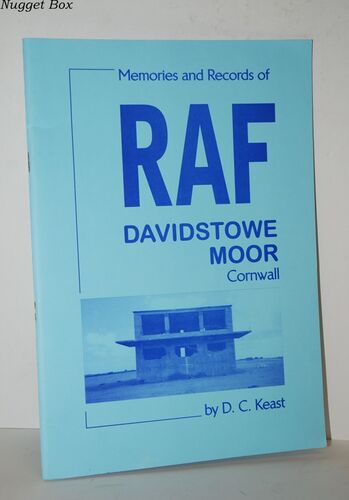 Nugget Box
Memories and Records of
RAF
DAVIDSTOWE
MOOR
Cornwall
by D. C. Keast